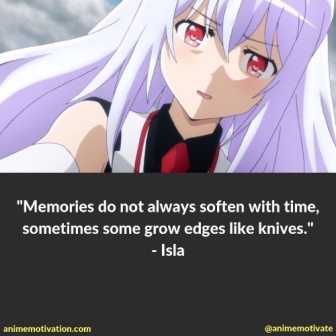 "Memories do not always soften with time,
sometimes some grow edges like knives."
- Isla
animemotivation.com @animemotivate